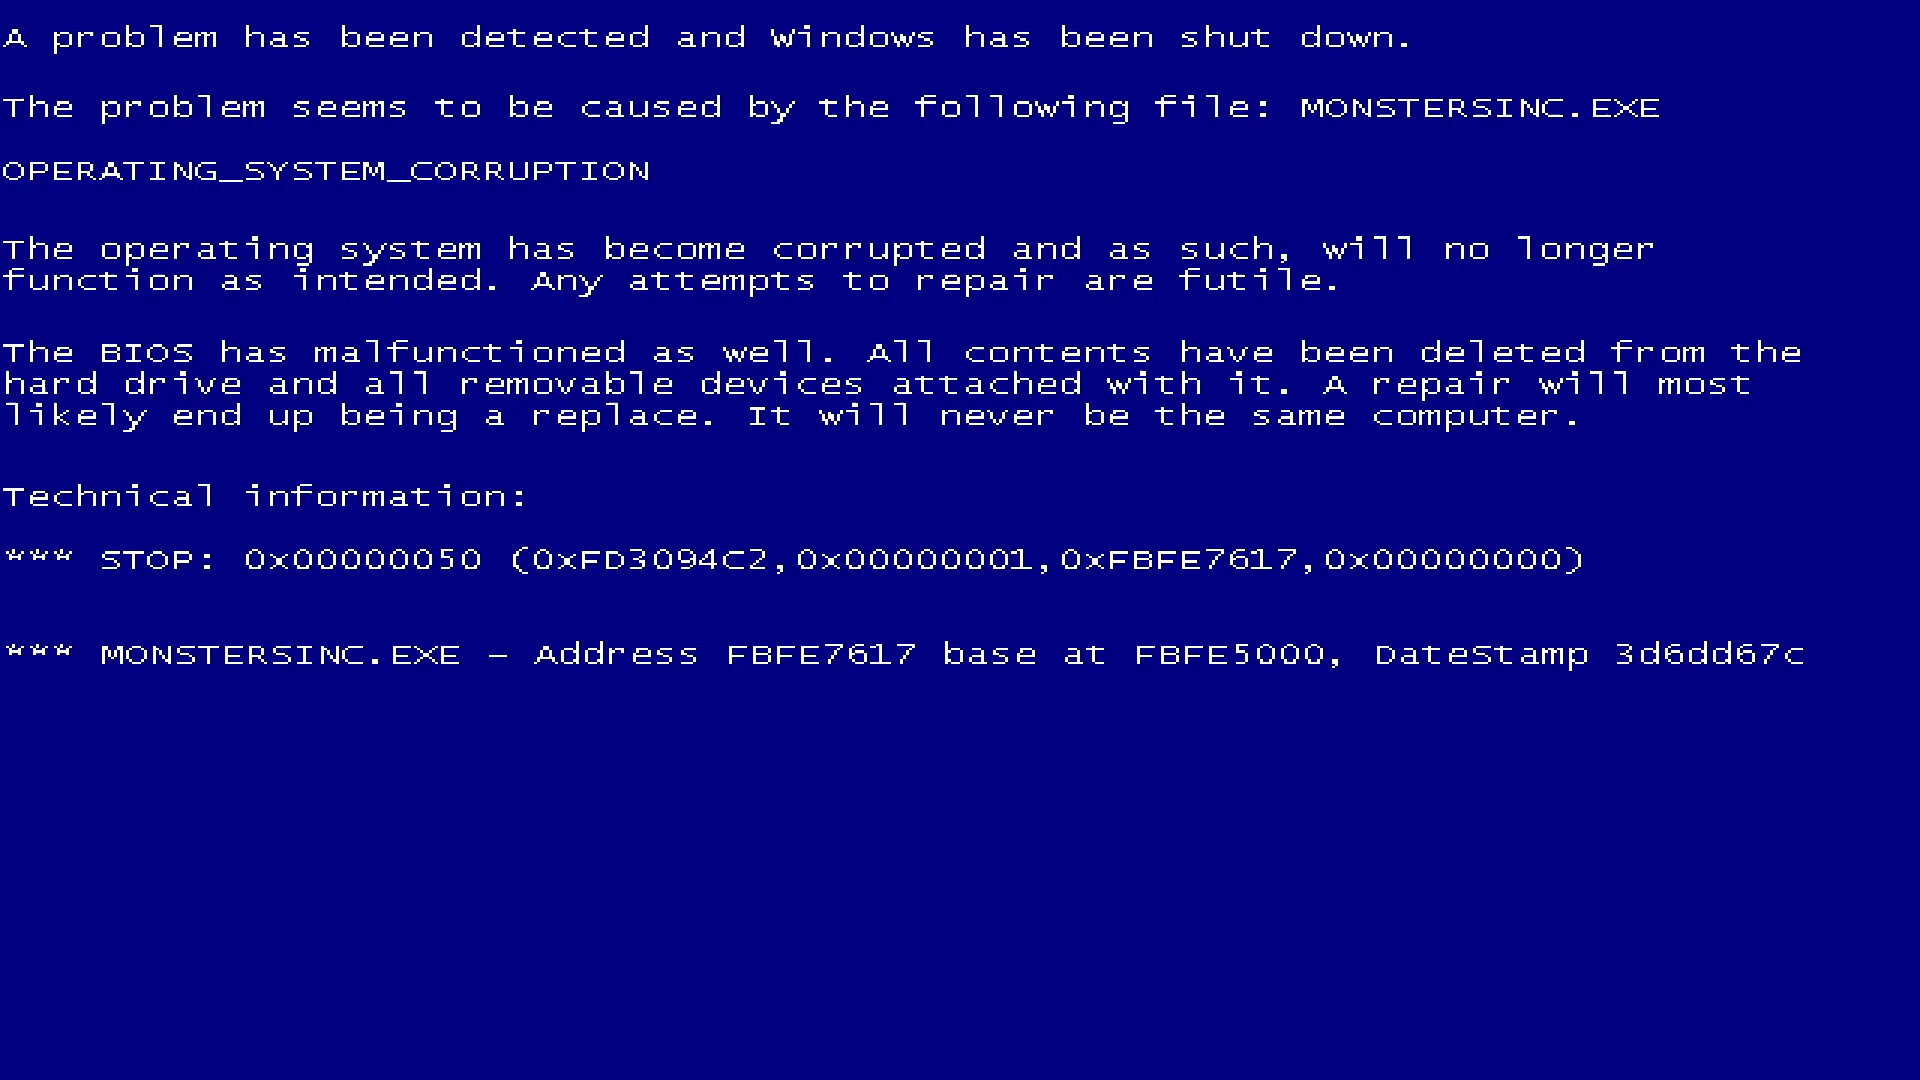 A problem has been detected and Windows has been shut down.
The problem seems to be caused by the following file: MONSTERSINC.EXE
OPERATING_SYSTEM_CORRUPTION
The operating system has become corrupted and as such, will no longer
function as intended. Any attempts to repair are futile.
The BIOS has malfunctioned as well. All contents have been deleted from the
hard drive and all removable devices attached with it. A repair will most
likely end up being a replace. It will never be the same computer.
Technical information:
*** STOP: 0x00000050 (0xFD3094C2,0x00000001,0xFBFE7617,0x00000000)
*** MONSTERSINC.EXE – Address FBFE7617 base at FBFE5000, DateStamp 3d6dd67c